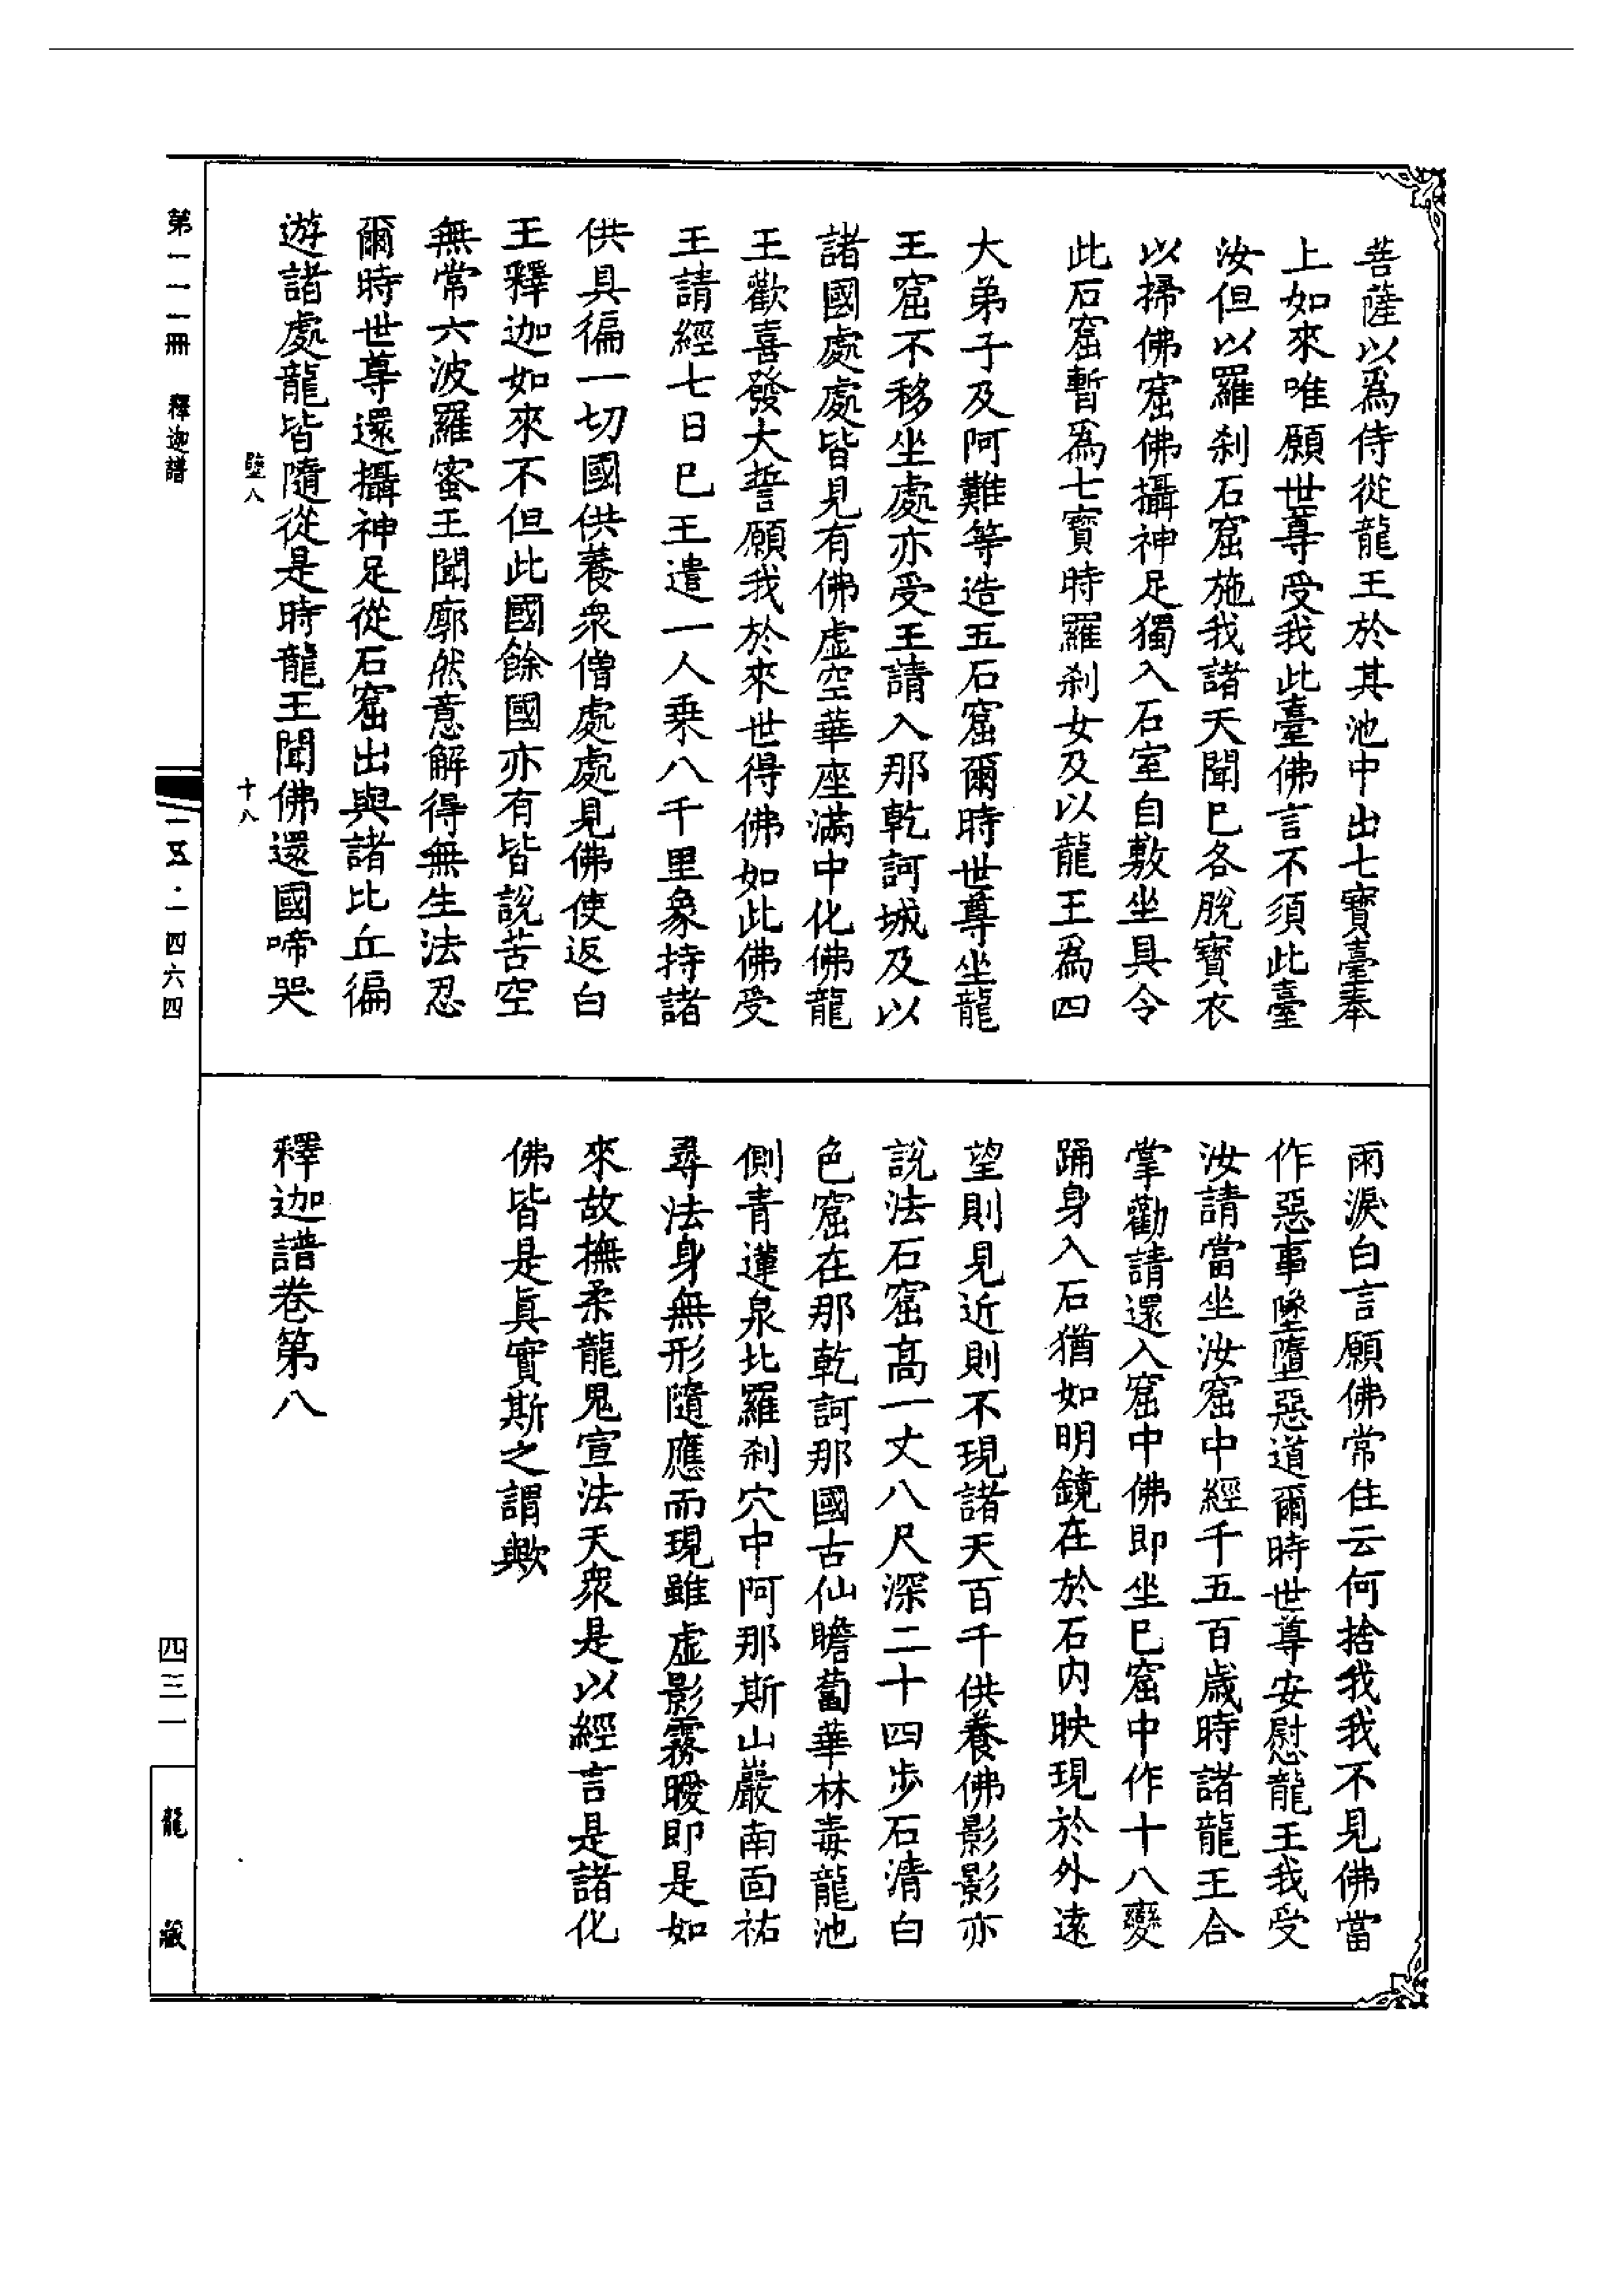 菩薩以爲侍從龍王於其池中出七寶臺奉
上如來唯願世尊受我此臺佛言不須此臺
汝但以羅刹石窟施我諸天聞已各脫寶衣
以掃佛窟佛攝神足獨入石室自敷坐具令
此石窟暫爲七寶時羅刹女及以龍王爲四
大弟子及阿難等造五石窟爾時世尊坐龍
王窟不移坐處亦受王請入那乾訶城及以
諸國處處皆見有佛虛空華座滿中化佛龍
王歡喜發大誓願我於來世得佛如此佛受
王請經七日已王遣一人乘八千里象持諸
供具徧一切國供養衆僧處處見佛使返白
王釋迦如來不但此國餘國亦有皆說苦空
無常六波羅蜜王聞廓然意解得無生法忍
爾時世尊還攝神足從石窟出與諸比丘徧
遊諸處龍皆隨從是時龍王聞佛還國啼哭
雨淚白言願佛常住云何捨我我不見佛當
作惡事墜墮惡道爾時世尊安慰龍王我受
汝請當坐汝窟中經千五百歲時諸龍王合
掌勸請還入窟中佛即坐已窟中作十八變
踊身入石猶如明鏡在於石内映現於外遠
望則見近則不現諸天百千供養佛影影亦
說法石窟高一丈八尺深二十四步石清白
色窟在那乾訶那國古仙瞻蔔華林毒龍池
側青蓮泉北羅刹穴中阿那斯山巖南面祐
尋法身無形隨應而現雖虛影霧曖即是如
來故撫柔龍鬼宣法天衆是以經言是諸化
佛皆是眞實斯之謂歟
釋迦譜卷第八
十八
第一一一冊 釋迦譜
一五·一四六四
四三一
龍藏